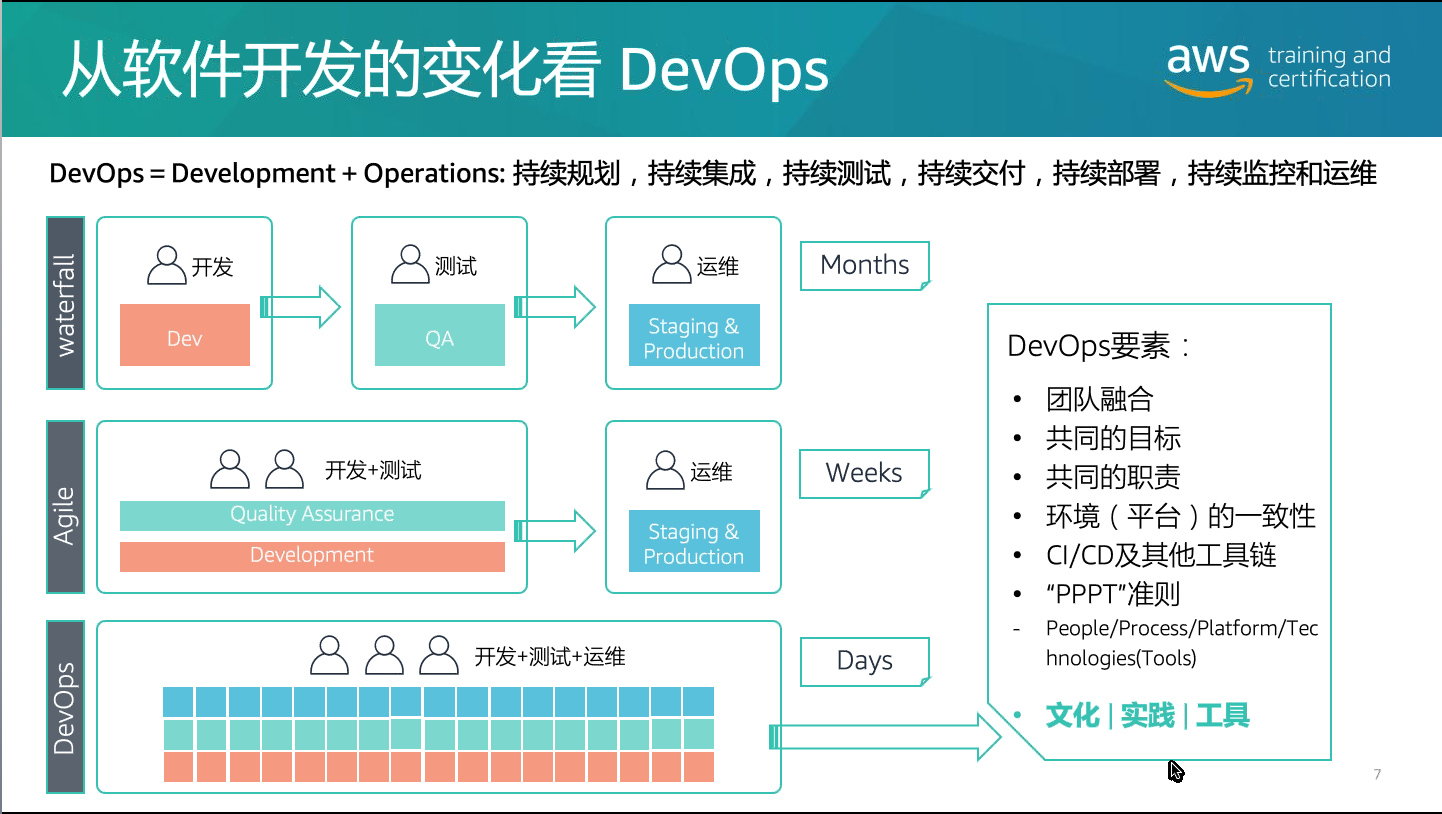 从软件开发的变化看 DevOps
aws training and
certification
DevOps = Development + Operations: 持续规划，持续集成，持续测试，持续交付，持续部署，持续监控和运维
waterfall
开发
Dev
测试
QA
运维
Staging &
Production
Months
Agile
开发+测试
Quality Assurance
Development
运维
Staging &
Production
Weeks
DevOps
开发+测试+运维
Days
DevOps要素：
• 团队融合
• 共同的目标
• 共同的职责
• 环境（平台）的一致性
• CI/CD及其他工具链
• “PPPT”准则
- People/Process/Platform/Tec
hnologies(Tools)
• 文化 | 实践 | 工具
7